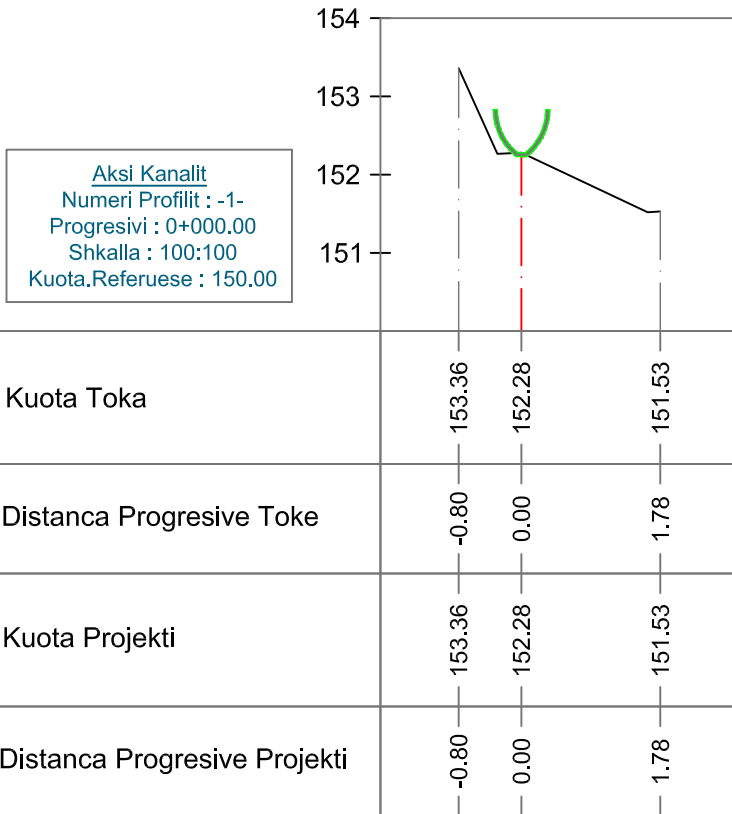 154
153
152
151
Aksi Kanalit
Numeri Profilit : -1-
Progresivi : 0+000.00
Shkalla : 100:100
Kuota.Referuese : 150.00
Kuota Toka
153.36
152.28
151.53
Distanca Progresive Toke
-0.80
0.00
1.78
Kuota Projekti
153.36
152.28
151.53
Distanca Progresive Projekti
-0.80
0.00
1.78